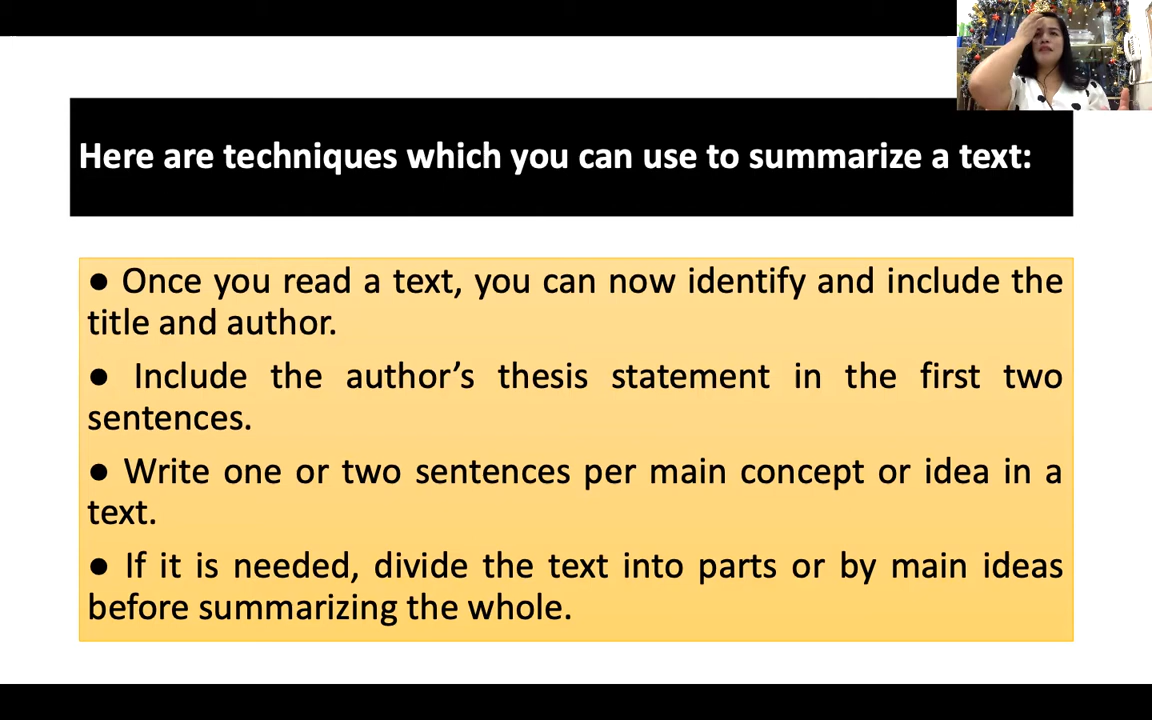 Here are techniques which you can use to summarize a text:
● Once you read a text, you can now identify and include the
title and author.
● Include the author’s thesis statement in the first two
sentences.
● Write one or two sentences per main concept or idea in a
text.
● If it is needed, divide the text into parts or by main ideas
before summarizing the whole.